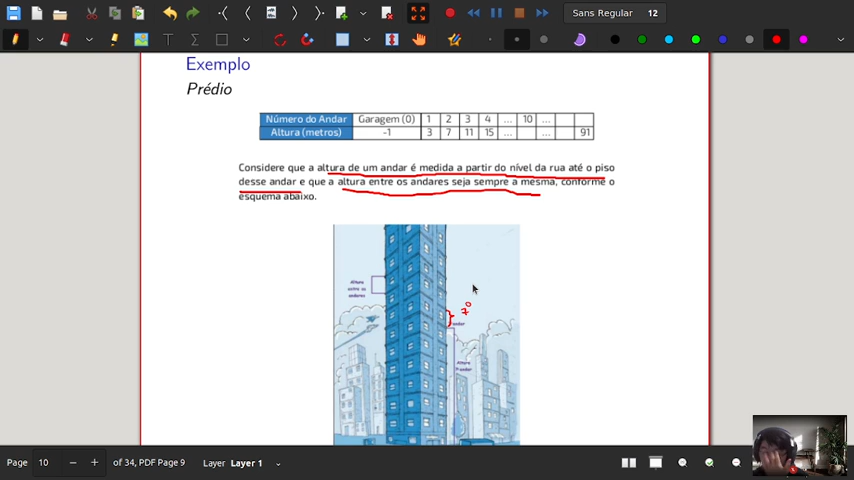 Sans Regular 12
Exemplo
Prédio
Número do Andar Garagem (0) 1 2 3 4 ... 10 ...
Altura (metros) -1 3 7 11 15 ... ... 91
Considere que a altura de um andar é medida a partir do nível da rua até o piso
desse andar e que a altura entre os andares seja sempre a mesma, conforme o
esquema abaixo.
Altura
entre os
andares
7º
andar
Altura
Page 10 of 34, PDF Page 9 Layer Layer 1